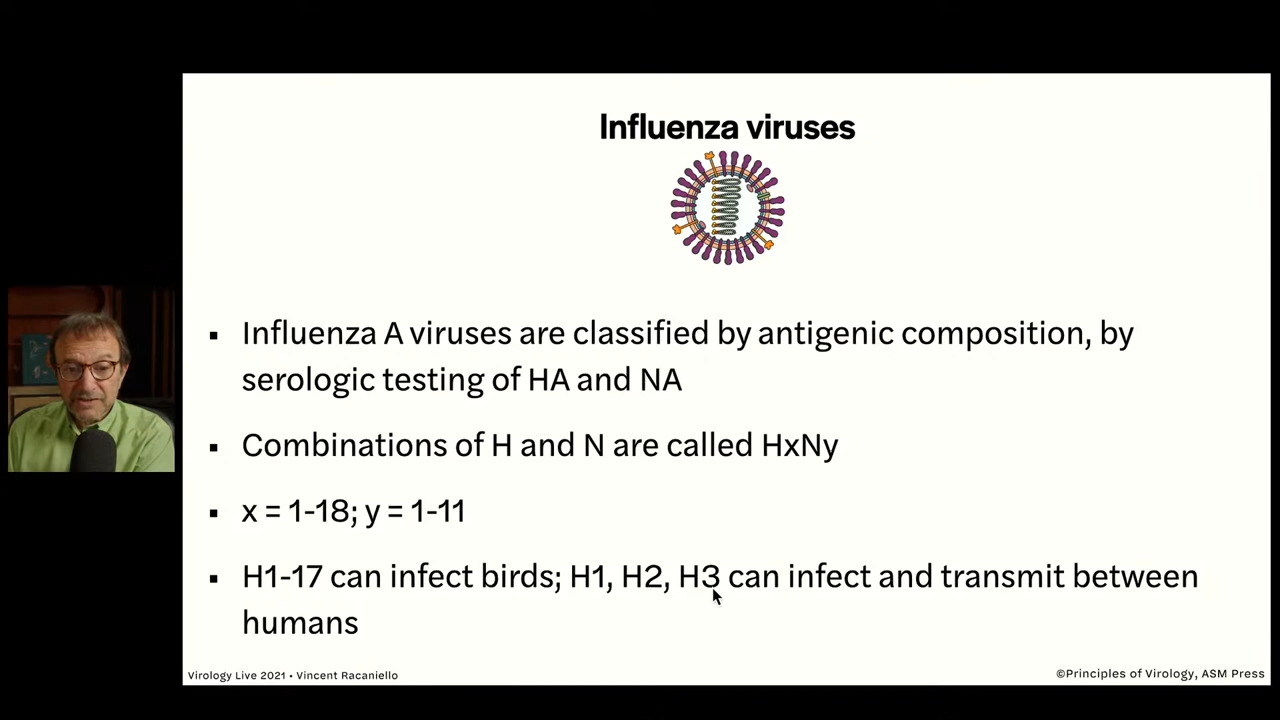 Influenza viruses
▪ Influenza A viruses are classified by antigenic composition, by
serologic testing of HA and NA
▪ Combinations of H and N are called HxNy
▪ x = 1-18; y = 1-11
▪ H1-17 can infect birds; H1, H2, H3 can infect and transmit between
humans
Virology Live 2021 • Vincent Racaniello
©Principles of Virology, ASM Press